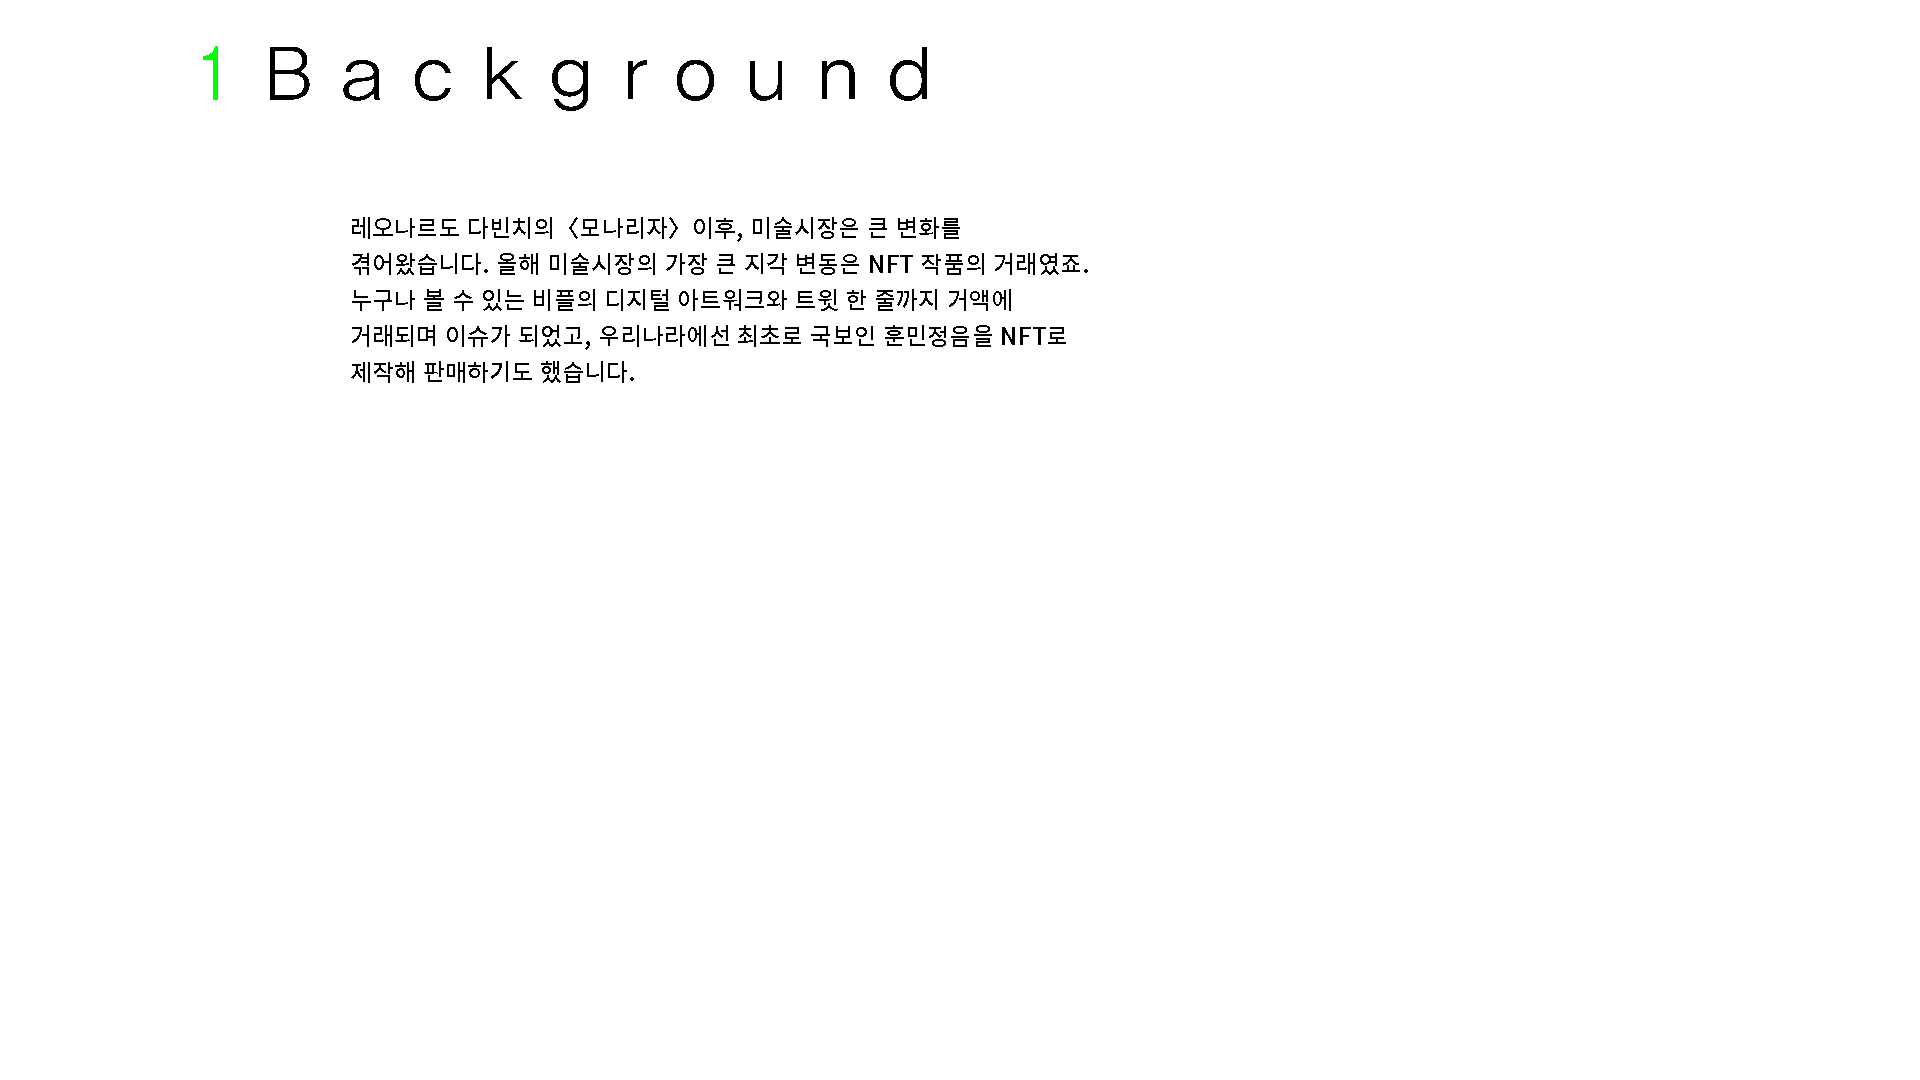 1 Background
레오나르도 다빈치의〈모나리자〉이후, 미술시장은 큰 변화를
겪어왔습니다. 올해 미술시장의 가장 큰 지각 변동은 NFT 작품의 거래였죠.
누구나 볼 수 있는 비플의 디지털 아트워크와 트윗 한 줄까지 거액에
거래되며 이슈가 되었고, 우리나라에선 최초로 국보인 훈민정음을 NFT로
제작해 판매하기도 했습니다.